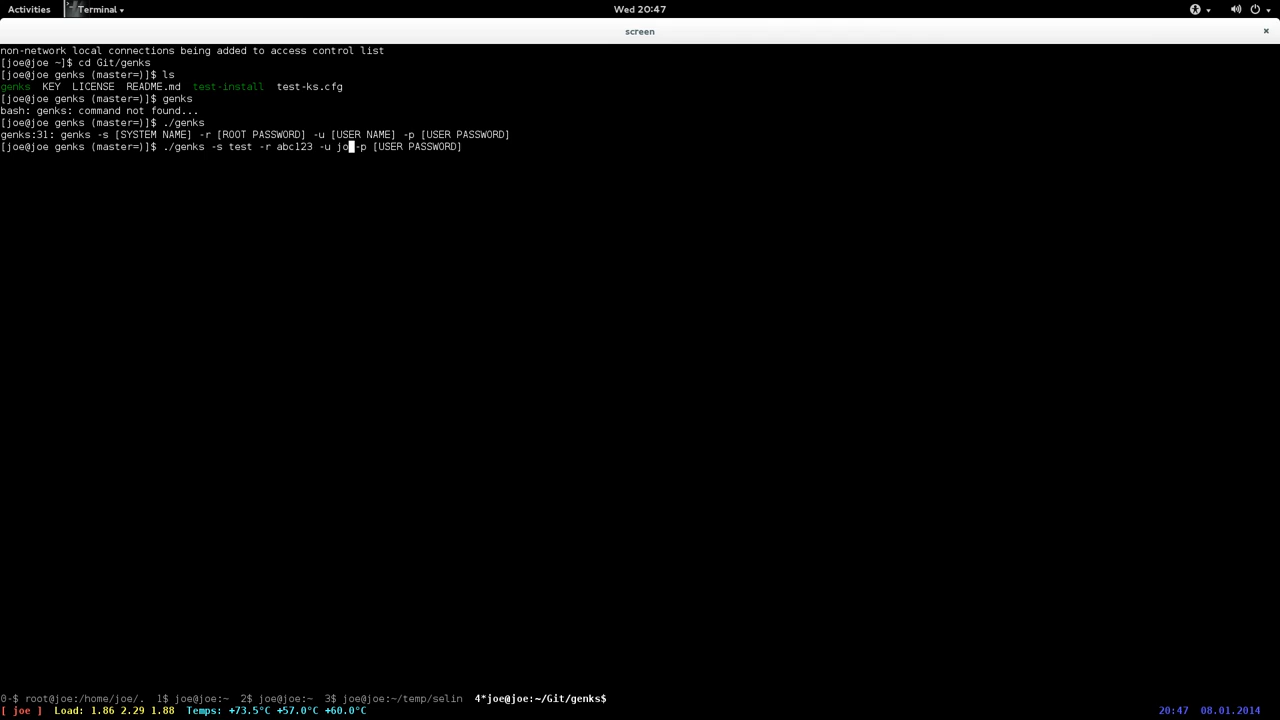 Activities Terminal Wed 20:47
screen
non-network local connections being added to access control list
[joe@joe ~]$ cd Git/genks
[joe@joe genks (master=)]$ ls
genks KEY LICENSE README.md test-install test-ks.cfg
[joe@joe genks (master=)]$ genks
bash: genks: command not found...
[joe@joe genks (master=)]$ ./genks
genks:31: genks -s [SYSTEM NAME] -r [ROOT PASSWORD] -u [USER NAME] -p [USER PASSWORD]
[joe@joe genks (master=)]$ ./genks -s test -r abc123 -u jo -p [USER PASSWORD]
0-$ root@joe:/home/joe/. 1$ joe@joe:~ 2$ joe@joe:~ 3$ joe@joe:~/temp/selin 4*joe@joe:~/Git/genks$
[ joe ] Load: 1.86 2.29 1.88 Temps: +73.5°C +57.0°C +60.0°C 20:47 08.01.2014